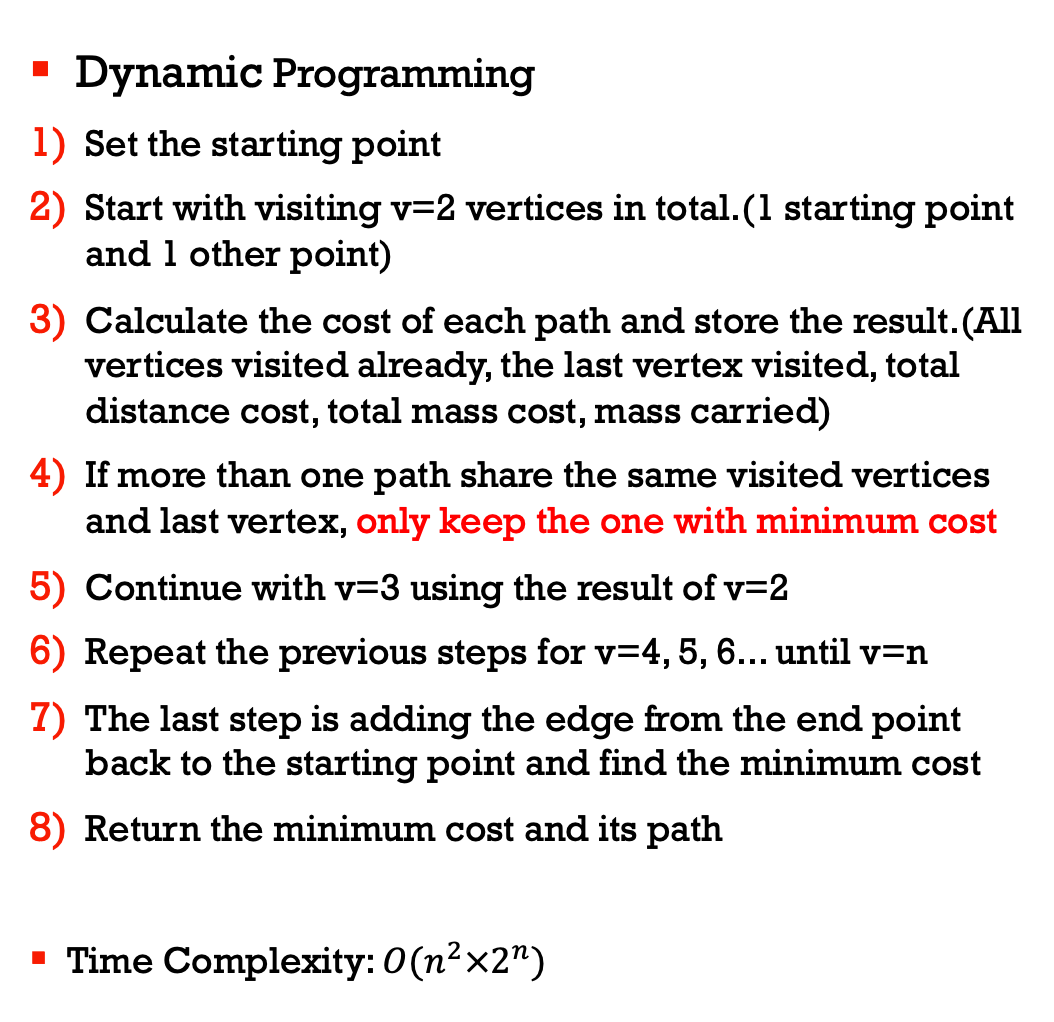 ▪ Dynamic Programming
1) Set the starting point
2) Start with visiting v=2 vertices in total.(1 starting point
and 1 other point)
3) Calculate the cost of each path and store the result.(All
vertices visited already, the last vertex visited, total
distance cost, total mass cost, mass carried)
4) If more than one path share the same visited vertices
and last vertex, only keep the one with minimum cost
5) Continue with v=3 using the result of v=2
6) Repeat the previous steps for v=4, 5, 6… until v=n
7) The last step is adding the edge from the end point
back to the starting point and find the minimum cost
8) Return the minimum cost and its path
▪ Time Complexity: 𝑂(𝑛²×2ⁿ)